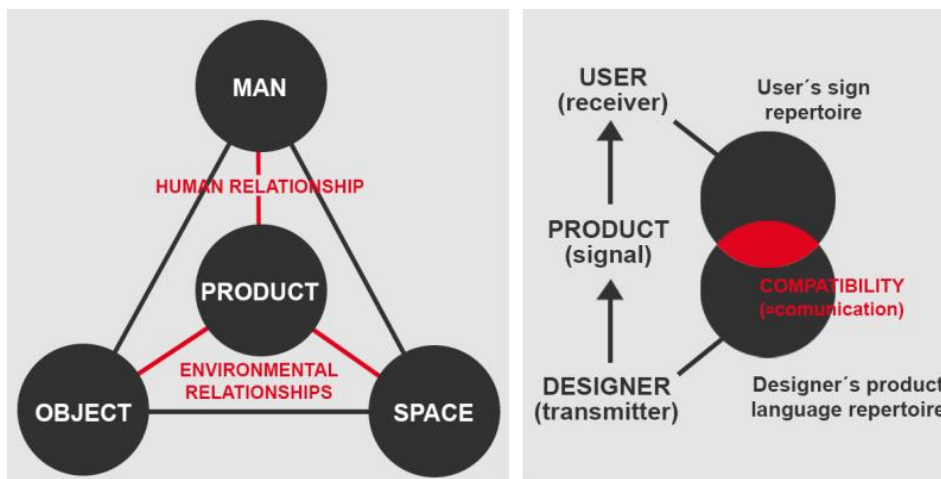 MAN
HUMAN RELATIONSHIP
PRODUCT
ENVIRONMENTAL
RELATIONSHIPS
OBJECT
SPACE
USER
(receiver)
User´s sign
repertoire
PRODUCT
(signal)
COMPATIBILITY
(=comunication)
DESIGNER
(transmitter)
Designer´s product
language repertoire